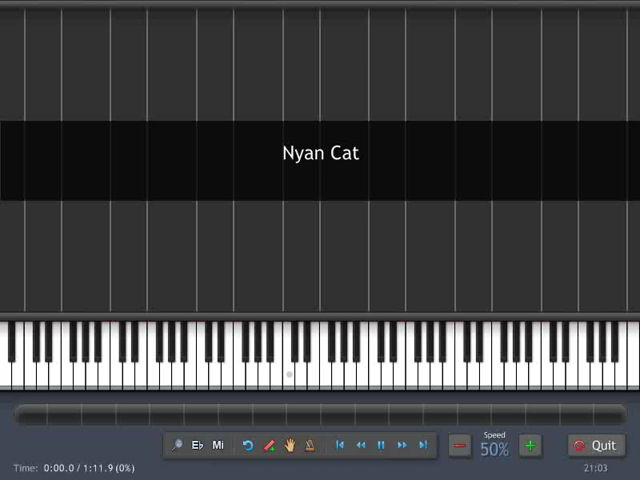 Nyan Cat
E♭ Mi
Speed
50%
Quit
Time: 0:00.0 / 1:11.9 (0%)
21:03